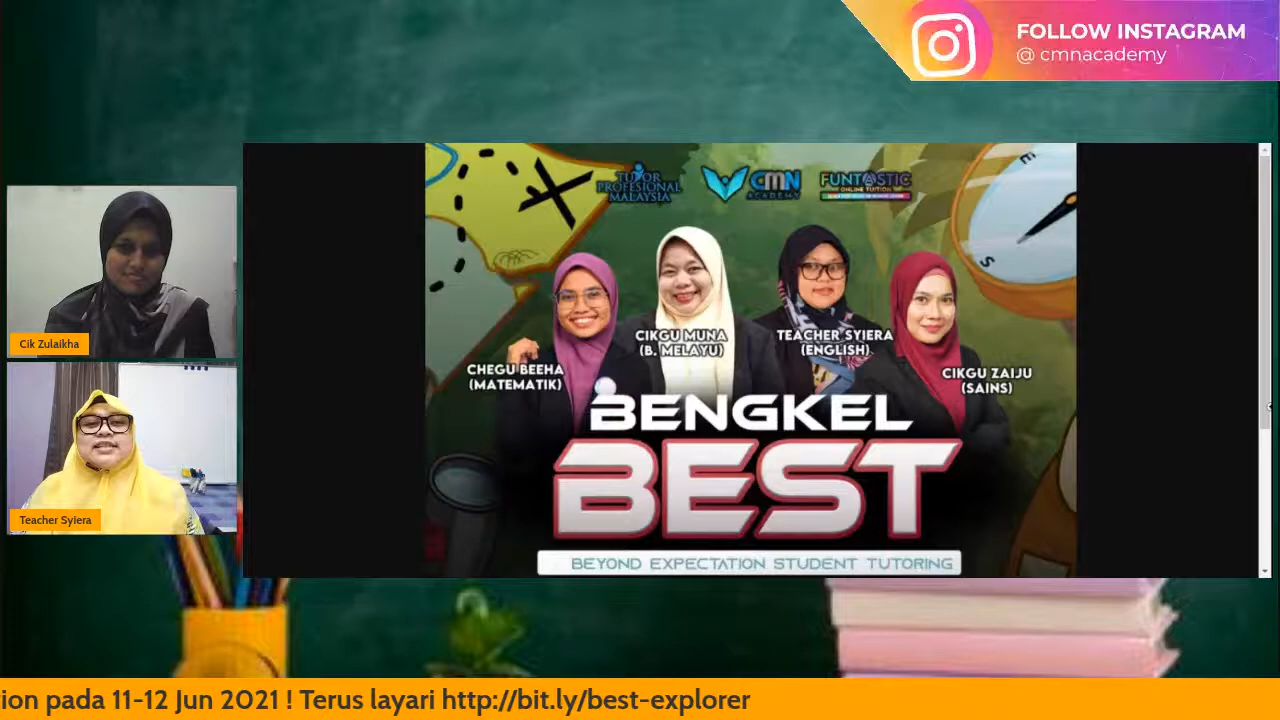 FOLLOW INSTAGRAM
@ cmnacademy
TUTOR
PROFESIONAL
MALAYSIA
CMN
ACADEMY
FUNTASTIC
ONLINE TUITION
E
S
CHEGU BEEHA
(MATEMATIK)
CIKGU MUNA
(B. MELAYU)
TEACHER SYIERA
(ENGLISH)
CIKGU ZAIJU
(SAINS)
BENGKEL
BEST
BEYOND EXPECTATION STUDENT TUTORING
Cik Zulaikha
Teacher Syiera
ion pada 11-12 Jun 2021 ! Terus layari http://bit.ly/best-explorer